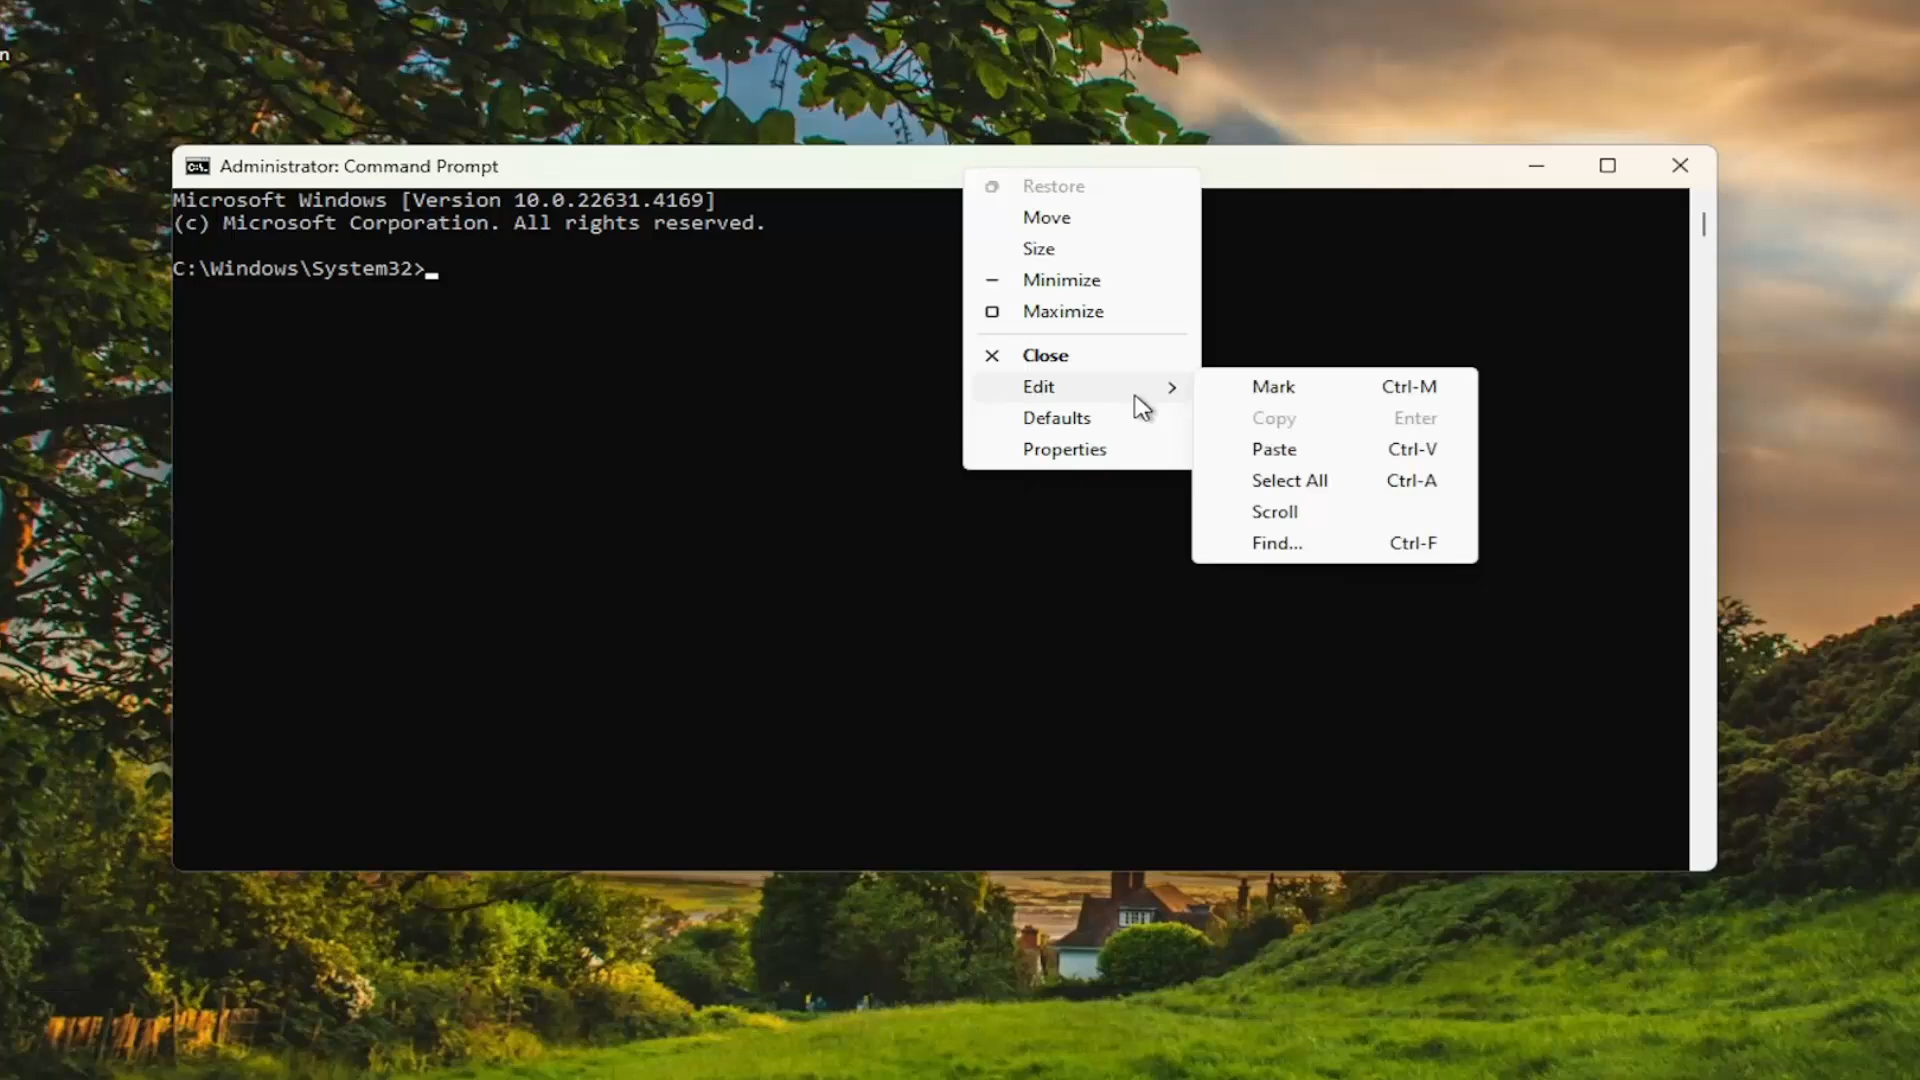 n
Administrator: Command Prompt
Microsoft Windows [Version 10.0.22631.4169]
(c) Microsoft Corporation. All rights reserved.
C:\Windows\System32>
Restore
Move
Size
Minimize
Maximize
Close
Edit
Defaults
Properties
Mark Ctrl-M
Copy Enter
Paste Ctrl-V
Select All Ctrl-A
Scroll
Find... Ctrl-F